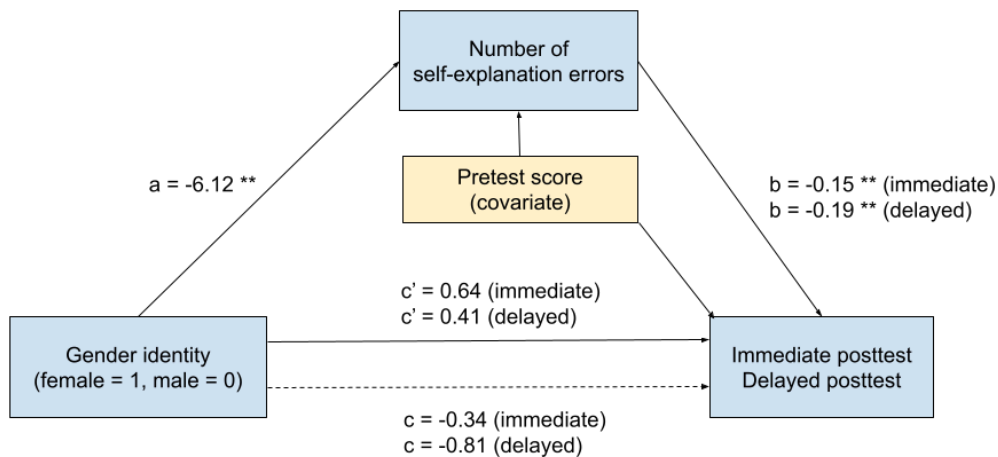 Number of
self-explanation errors
a = -6.12 **
Pretest score
(covariate)
b = -0.15 ** (immediate)
b = -0.19 ** (delayed)
c' = 0.64 (immediate)
c' = 0.41 (delayed)
Gender identity
(female = 1, male = 0)
Immediate posttest
Delayed posttest
c = -0.34 (immediate)
c = -0.81 (delayed)